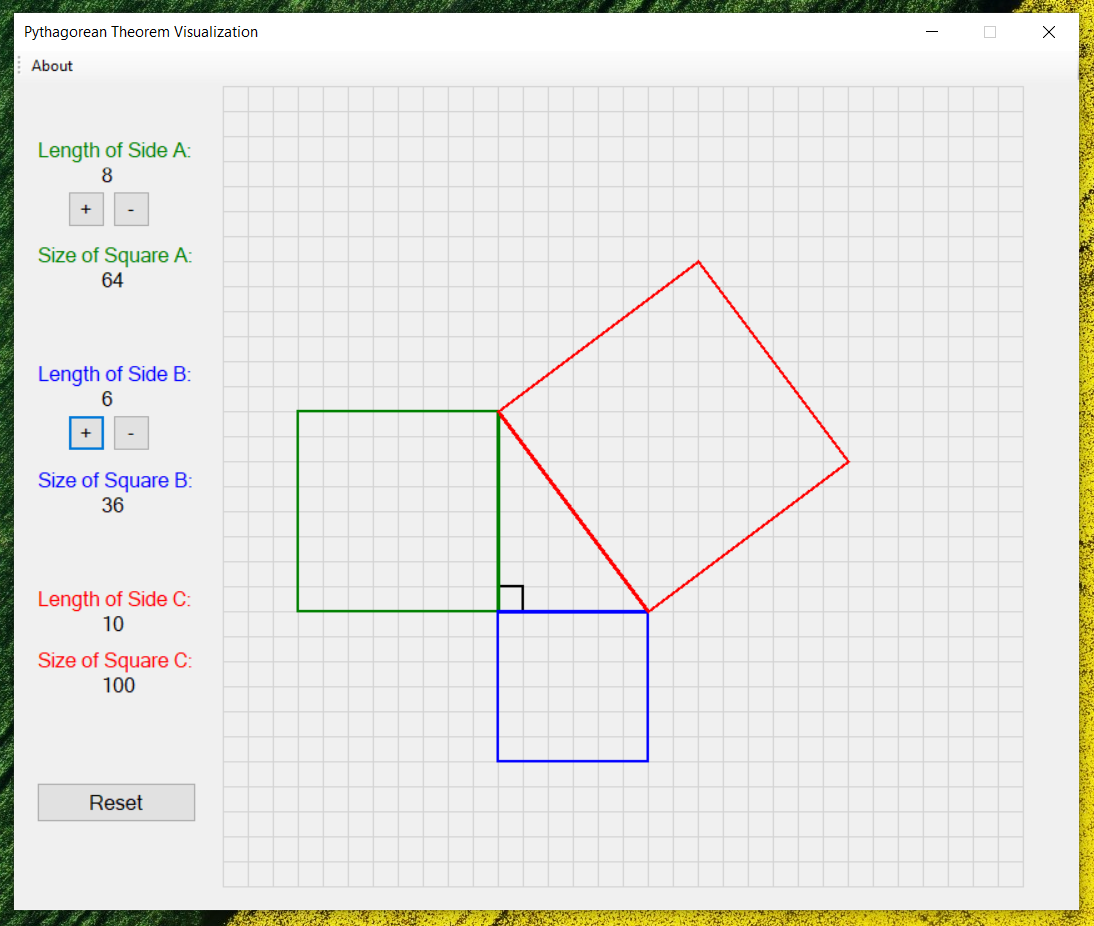 Pythagorean Theorem Visualization
About
Length of Side A:
8
+ -
Size of Square A:
64
Length of Side B:
6
+ -
Size of Square B:
36
Length of Side C:
10
Size of Square C:
100
Reset